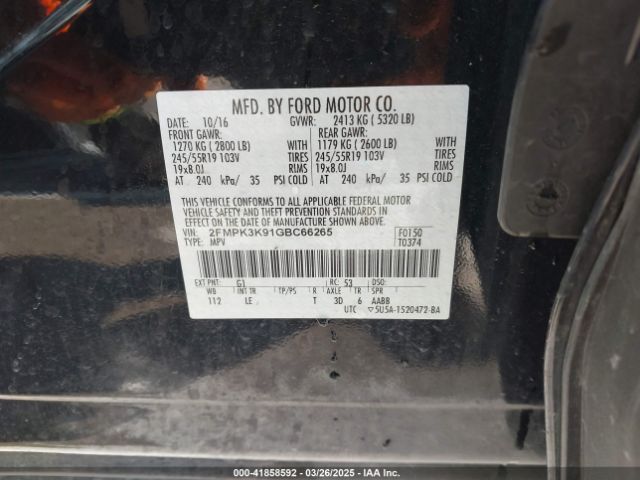 MFD. BY FORD MOTOR CO.
DATE: 10/16 GVWR: 2413 KG ( 5320 LB)
FRONT GAWR: REAR GAWR:
1270 KG ( 2800 LB) WITH 1179 KG ( 2600 LB) WITH
245/55R19 103V TIRES 245/55R19 103V TIRES
19x8.0J RIMS 19x8.0J RIMS
AT 240 kPa/ 35 PSI COLD AT 240 kPa/ 35 PSI COLD
THIS VEHICLE CONFORMS TO ALL APPLICABLE FEDERAL MOTOR
VEHICLE SAFETY AND THEFT PREVENTION STANDARDS IN
EFFECT ON THE DATE OF MANUFACTURE SHOWN ABOVE.
VIN: 2FMPK3K91GBC66265 F0150
TYPE: MPV T0374
EXT PNT: G1 RC: 53 DSO:
WB INT TR TP/PS R AXLE TR SPR
112 LE T 3D 6 AABB
UTC ▽5U5A-1520472-BA
000-41858592 - 03/26/2025 - IAA Inc.